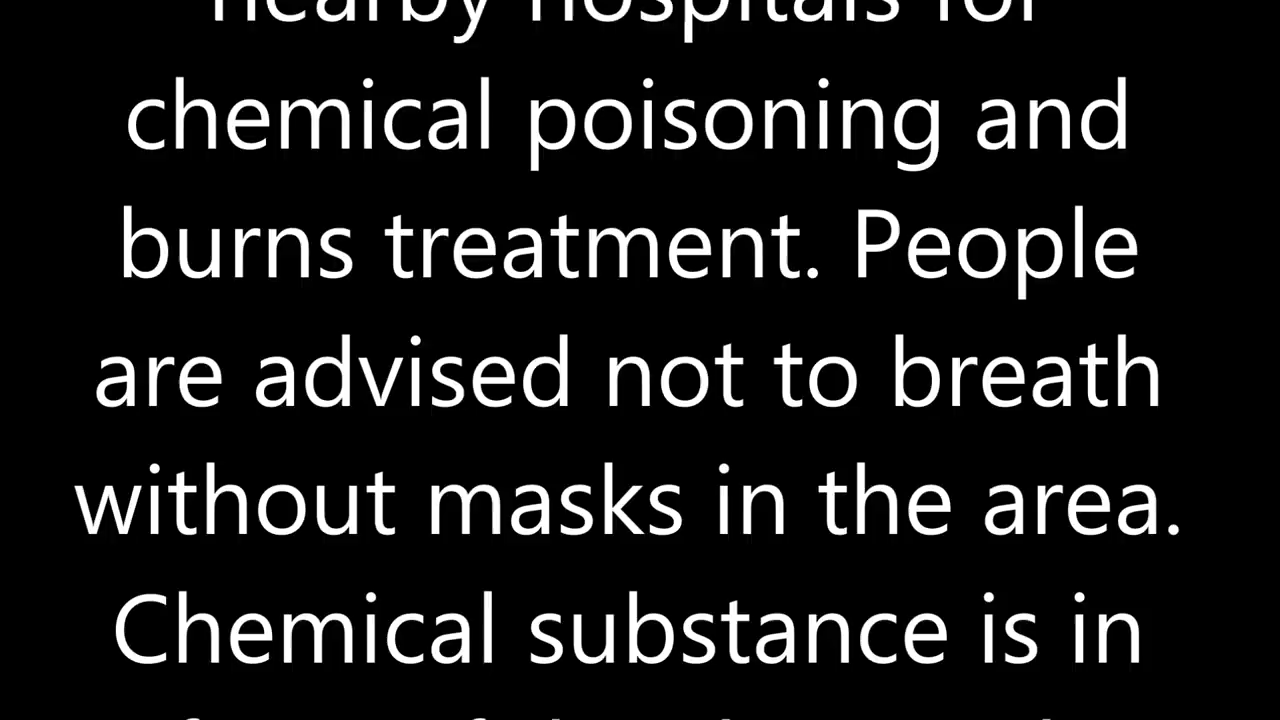 nearby hospitals for
chemical poisoning and
burns treatment. People
are advised not to breath
without masks in the area.
Chemical substance is in